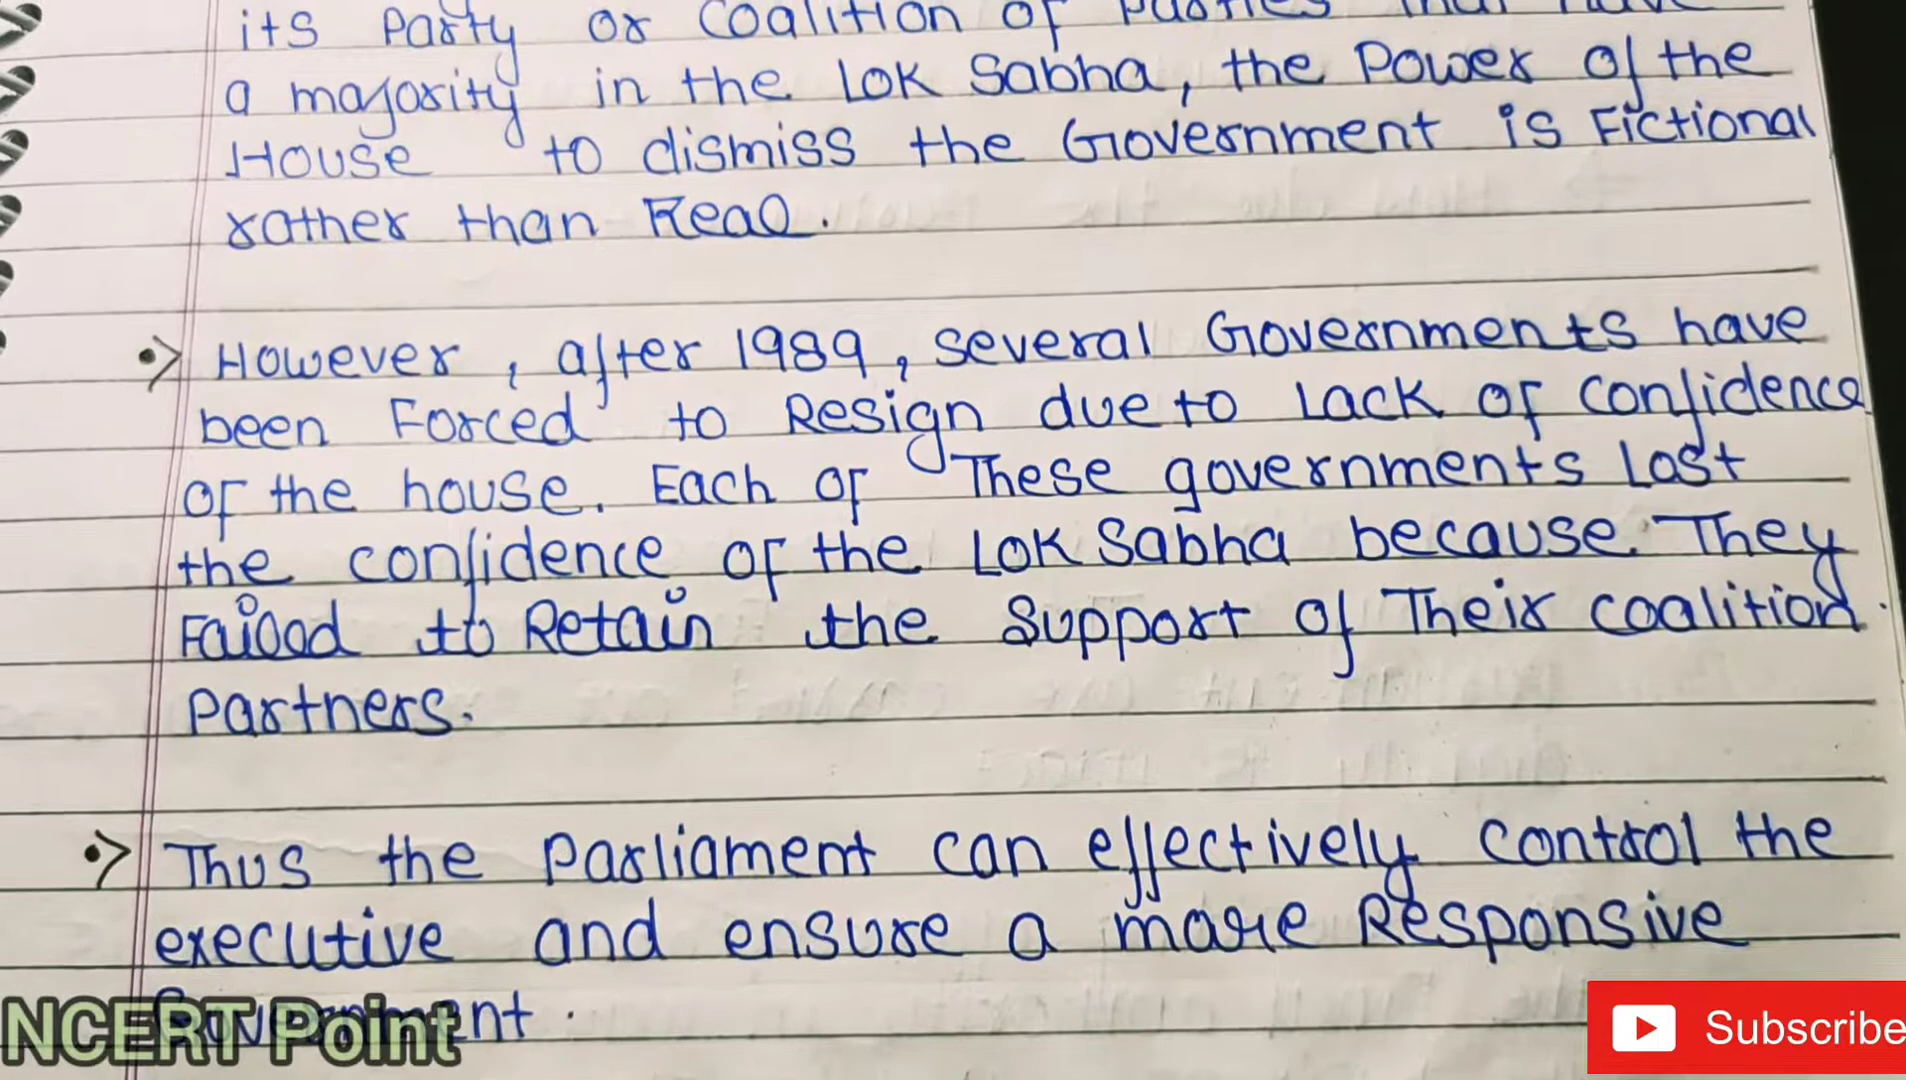 its Party or Coalition of Parties that have
a majority in the Lok Sabha, the Power of the
House to dismiss the Government is Fictional
rather than Real.
•> However, after 1989, several Governments have
been Forced to Resign due to Lack of confidence
of the house. Each of These governments Lost
the confidence of the Lok Sabha because They
Failed to Retain the Support of Their coalition
Partners.
•> Thus the Parliament can effectively control the
executive and ensure a more Responsive
Government.
NCERT Point
Subscribe